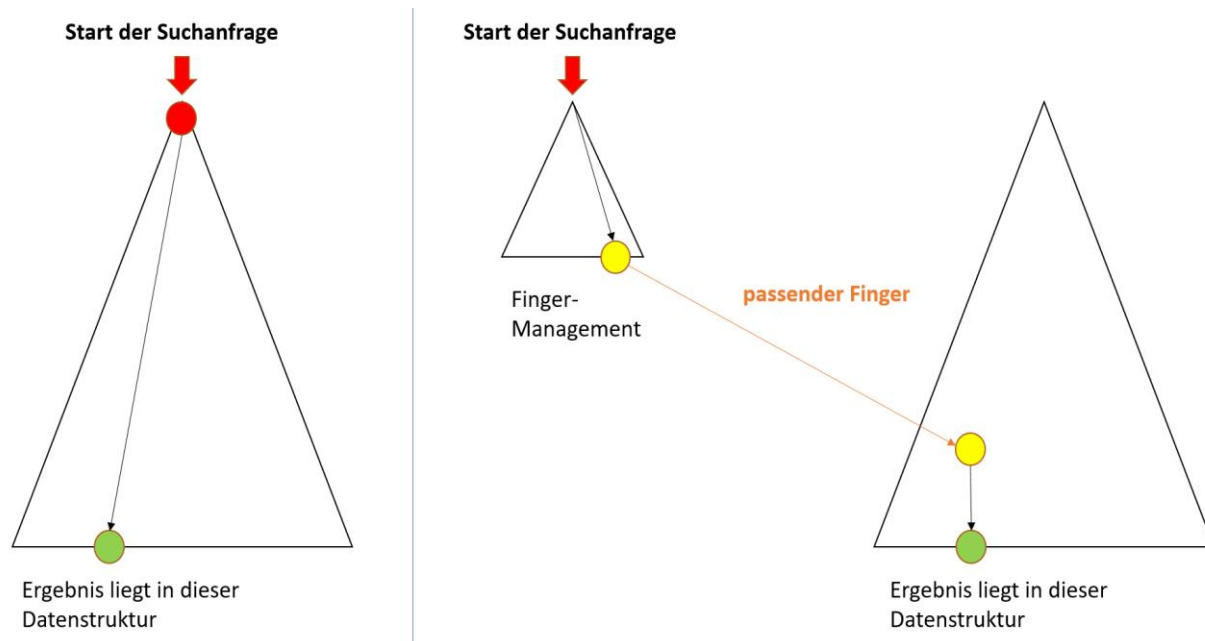 Start der Suchanfrage
Ergebnis liegt in dieser
Datenstruktur
Start der Suchanfrage
Finger-
Management
passender Finger
Ergebnis liegt in dieser
Datenstruktur